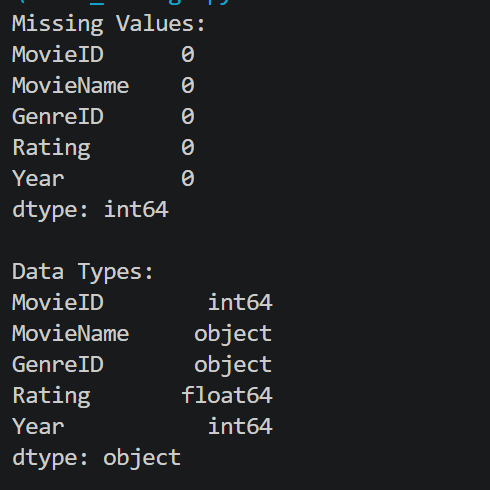 Missing Values:
MovieID 0
MovieName 0
GenreID 0
Rating 0
Year 0
dtype: int64
Data Types:
MovieID int64
MovieName object
GenreID object
Rating float64
Year int64
dtype: object